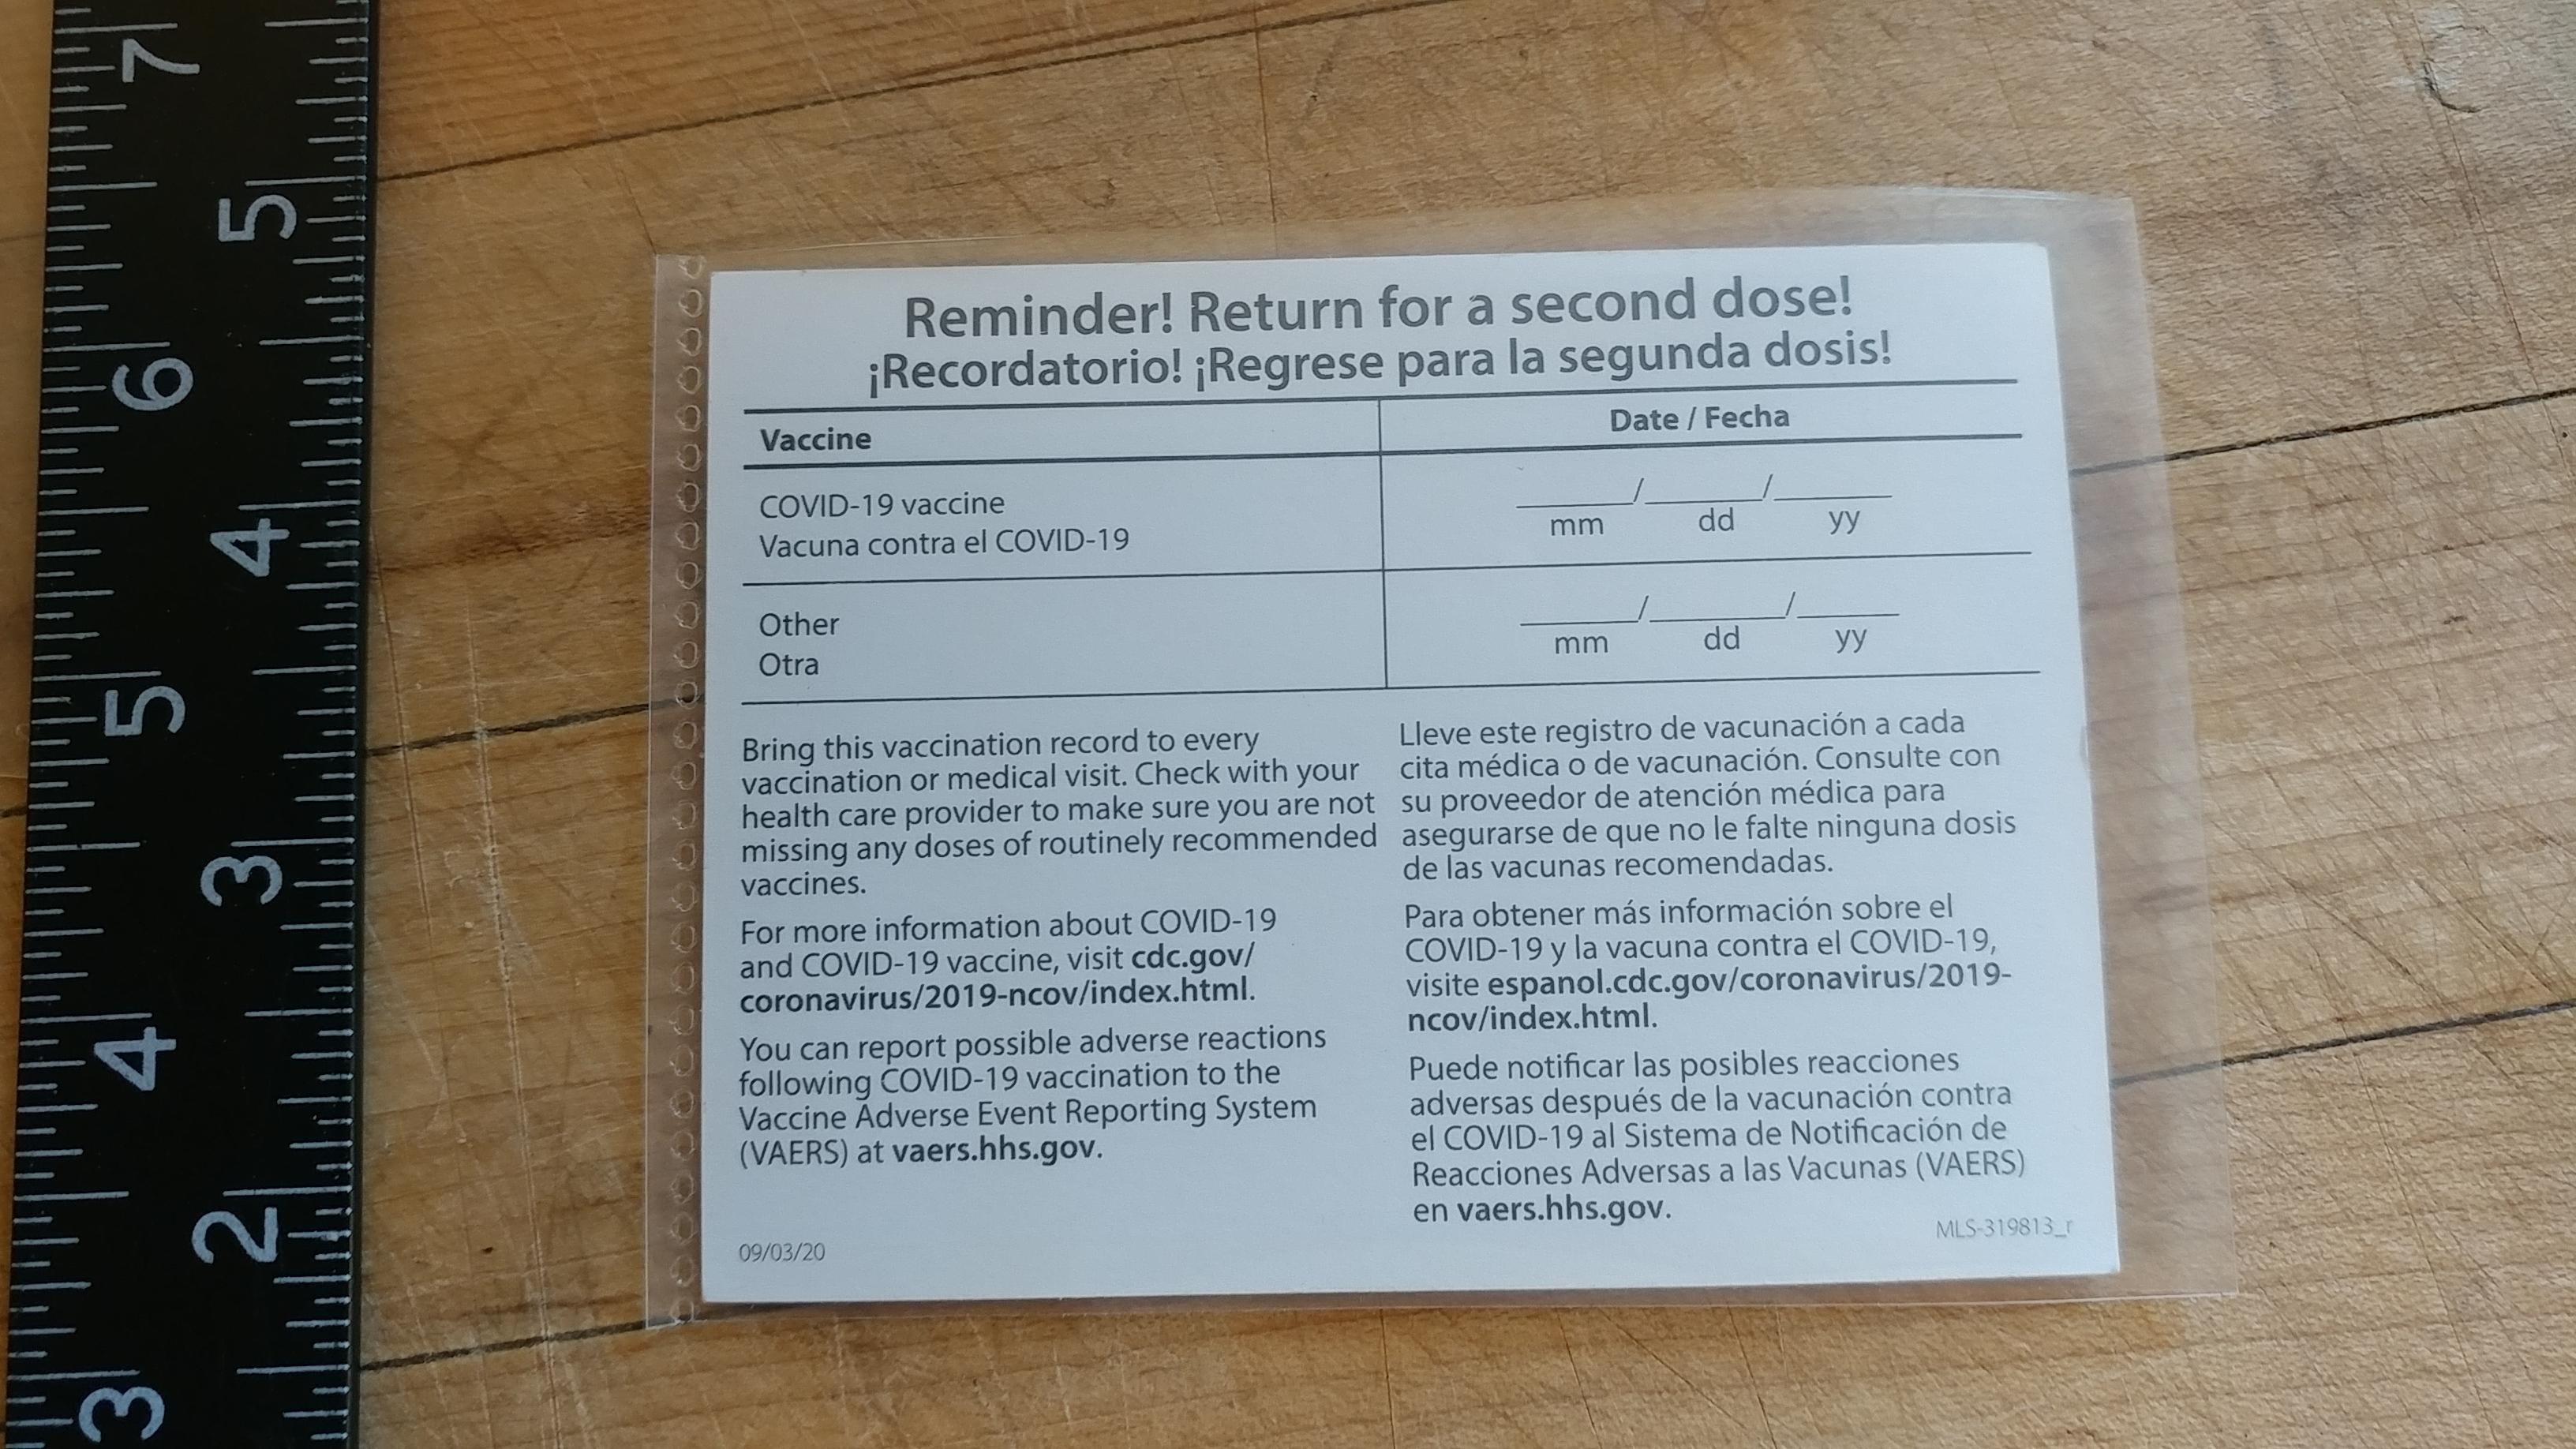 7
6
5
4
3
5
4
3
2
Reminder! Return for a second dose!
¡Recordatorio! ¡Regrese para la segunda dosis!
Vaccine
Date / Fecha
COVID-19 vaccine
Vacuna contra el COVID-19
____/____/____
mm dd yy
Other
Otra
____/____/____
mm dd yy
Bring this vaccination record to every
vaccination or medical visit. Check with your
health care provider to make sure you are not
missing any doses of routinely recommended
vaccines.
For more information about COVID-19
and COVID-19 vaccine, visit cdc.gov/
coronavirus/2019-ncov/index.html.
You can report possible adverse reactions
following COVID-19 vaccination to the
Vaccine Adverse Event Reporting System
(VAERS) at vaers.hhs.gov.
Lleve este registro de vacunación a cada
cita médica o de vacunación. Consulte con
su proveedor de atención médica para
asegurarse de que no le falte ninguna dosis
de las vacunas recomendadas.
Para obtener más información sobre el
COVID-19 y la vacuna contra el COVID-19,
visite espanol.cdc.gov/coronavirus/2019-
ncov/index.html.
Puede notificar las posibles reacciones
adversas después de la vacunación contra
el COVID-19 al Sistema de Notificación de
Reacciones Adversas a las Vacunas (VAERS)
en vaers.hhs.gov.
09/03/20
MLS-319813_r